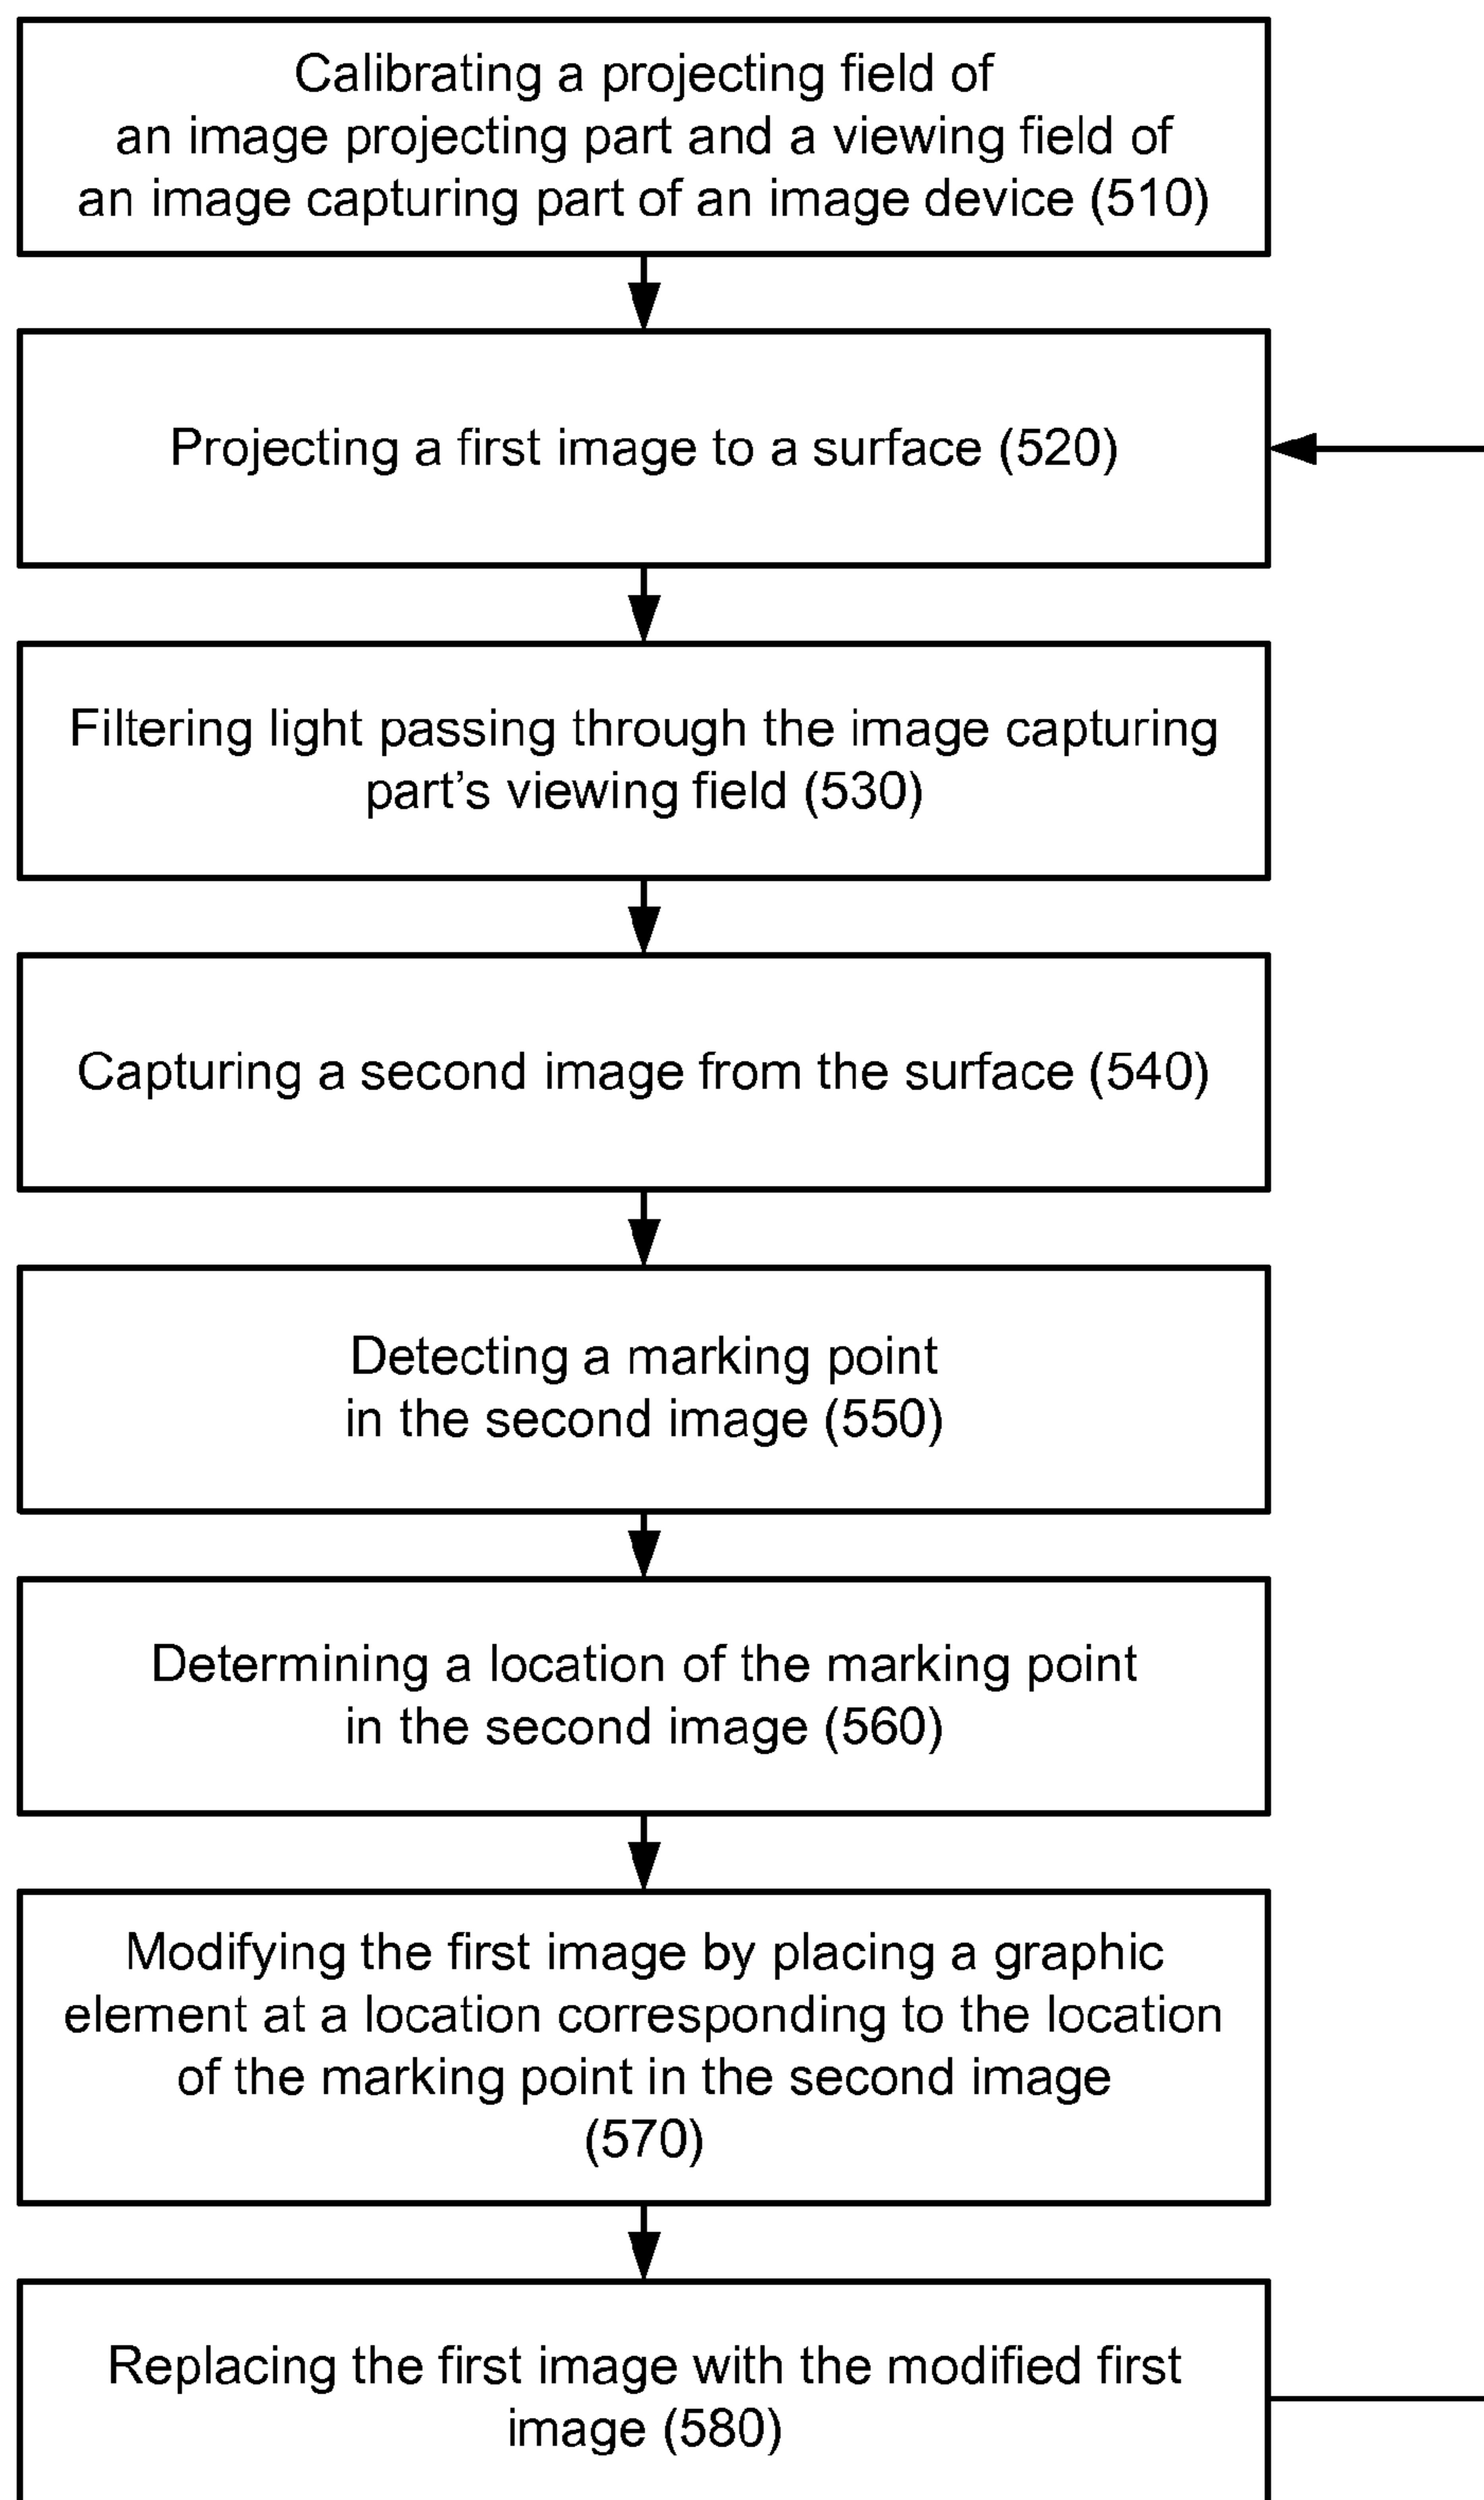 Calibrating a projecting field of
an image projecting part and a viewing field of
an image capturing part of an image device (510)
Projecting a first image to a surface (520)
Filtering light passing through the image capturing
part’s viewing field (530)
Capturing a second image from the surface (540)
Detecting a marking point
in the second image (550)
Determining a location of the marking point
in the second image (560)
Modifying the first image by placing a graphic
element at a location corresponding to the location
of the marking point in the second image
(570)
Replacing the first image with the modified first
image (580)